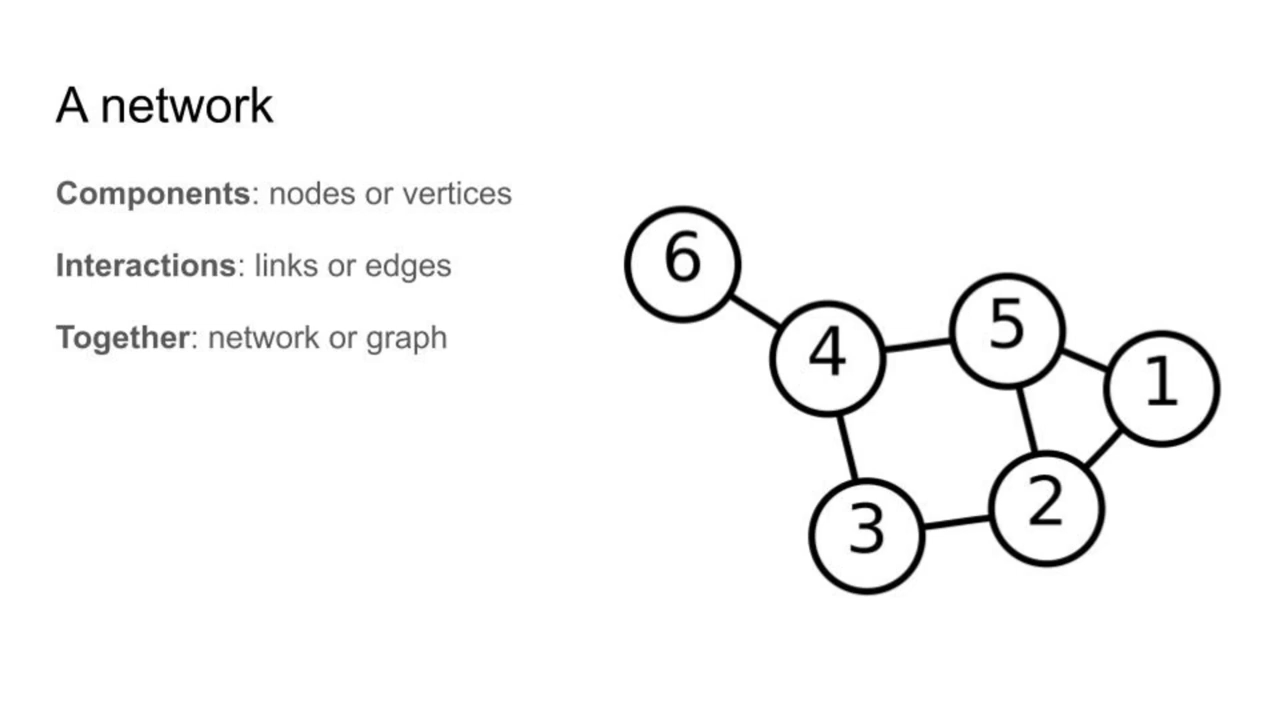 A network
Components: nodes or vertices
Interactions: links or edges
Together: network or graph
6
5
4
1
2
3